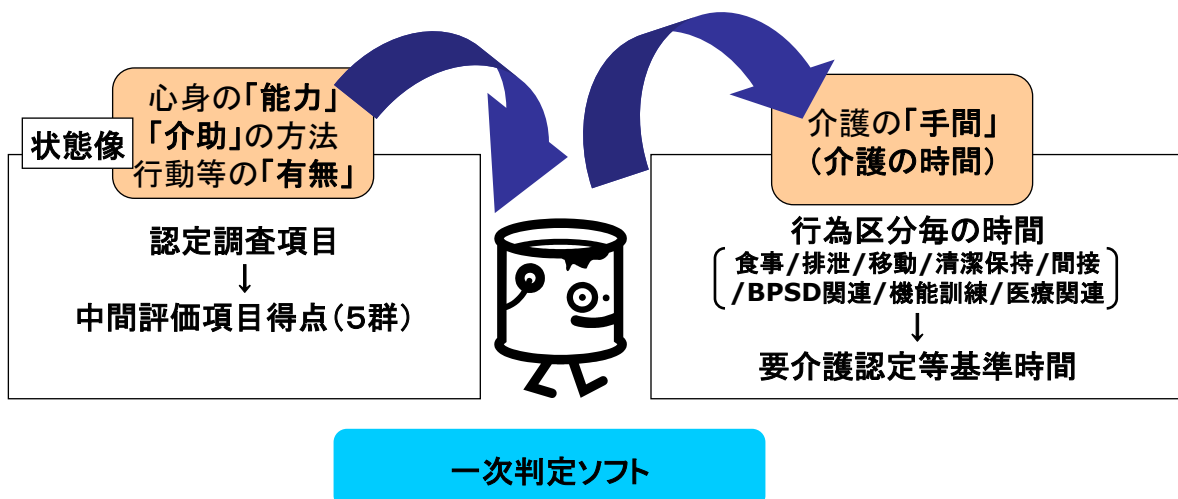 状態像
心身の「能力」
「介助」の方法
行動等の「有無」
認定調査項目
↓
中間評価項目得点（5群）
介護の「手間」
（介護の時間）
行為区分毎の時間
食事/排泄/移動/清潔保持/間接
/BPSD関連/機能訓練/医療関連
↓
要介護認定等基準時間
一次判定ソフト